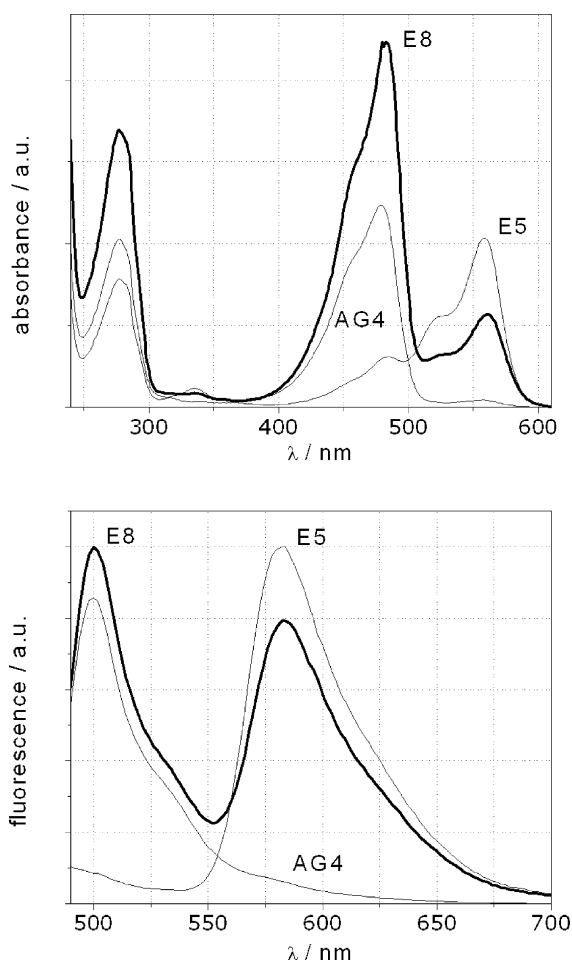 absorbance / a.u.
E8
E5
AG4
300
400
500
600
λ / nm
fluorescence / a.u.
E8
E5
AG4
500
550
600
650
700
λ / nm